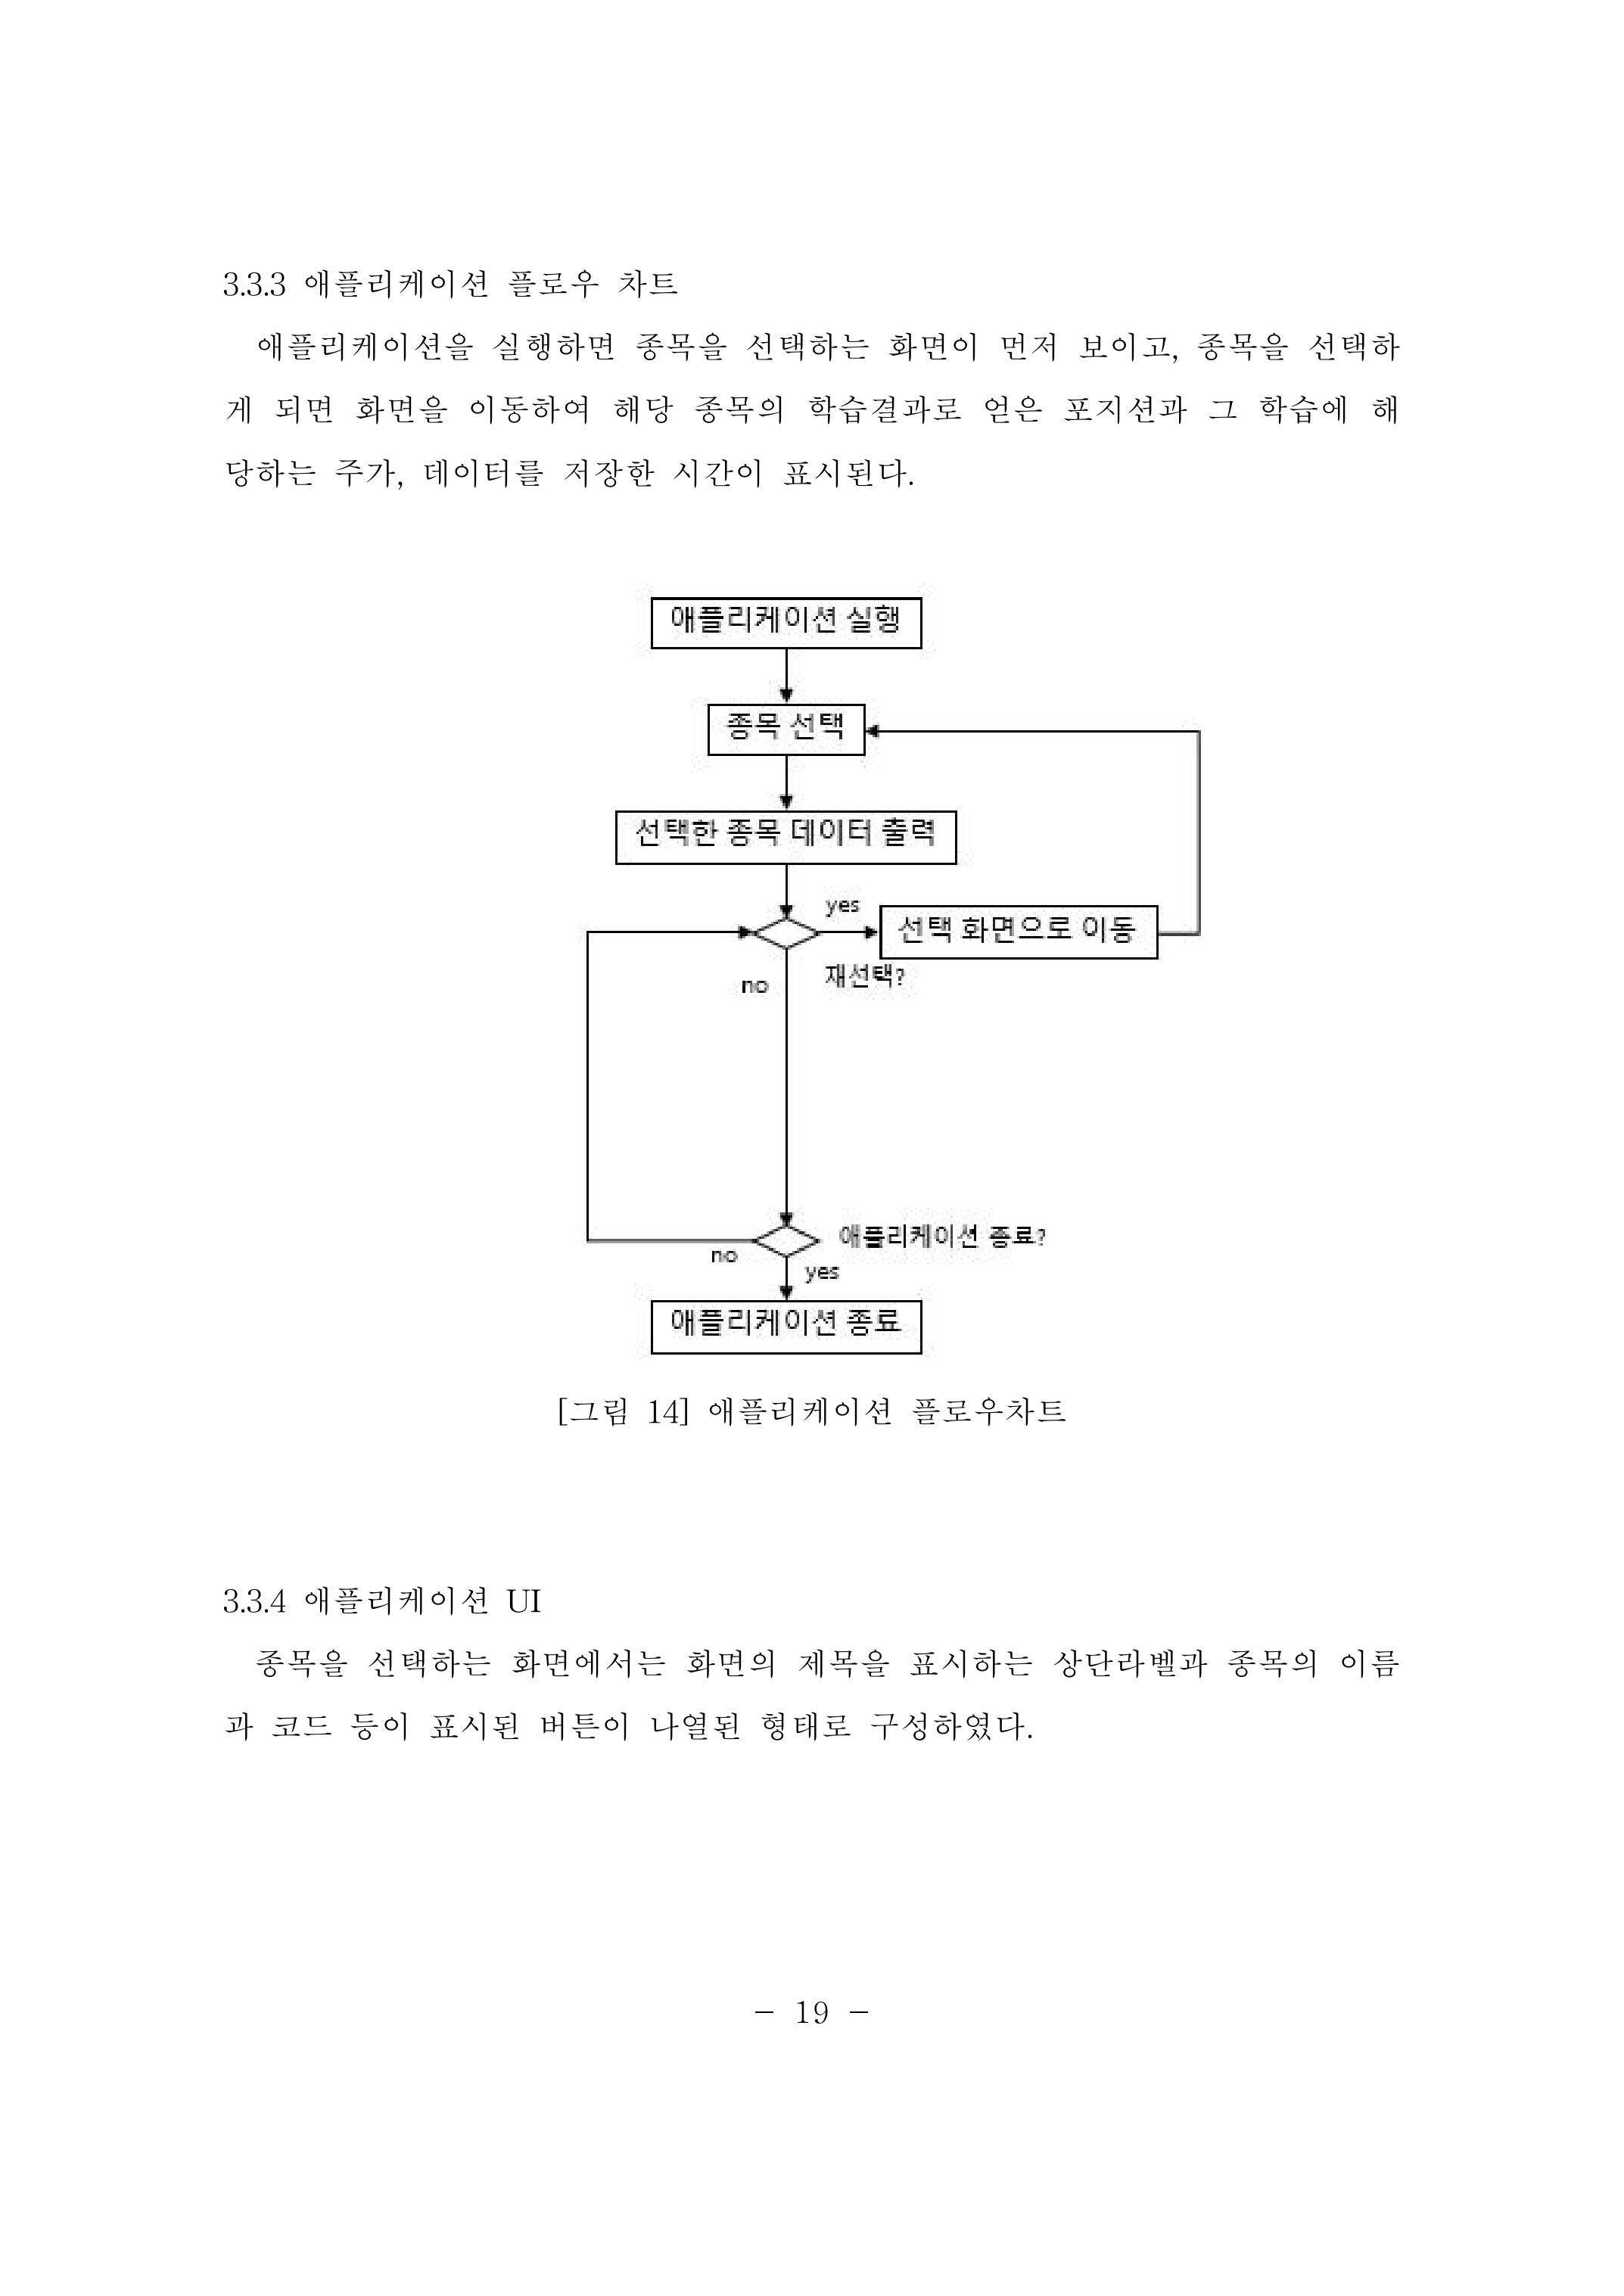 3.3.3 애플리케이션 플로우 차트
애플리케이션을 실행하면 종목을 선택하는 화면이 먼저 보이고, 종목을 선택하
게 되면 화면을 이동하여 해당 종목의 학습결과로 얻은 포지션과 그 학습에 해
당하는 주가, 데이터를 저장한 시간이 표시된다.
애플리케이션 실행
종목 선택
선택한 종목 데이터 출력
yes
선택 화면으로 이동
재선택?
no
애플리케이션 종료?
no
yes
애플리케이션 종료
[그림 14] 애플리케이션 플로우차트
3.3.4 애플리케이션 UI
종목을 선택하는 화면에서는 화면의 제목을 표시하는 상단라벨과 종목의 이름
과 코드 등이 표시된 버튼이 나열된 형태로 구성하였다.
- 19 -